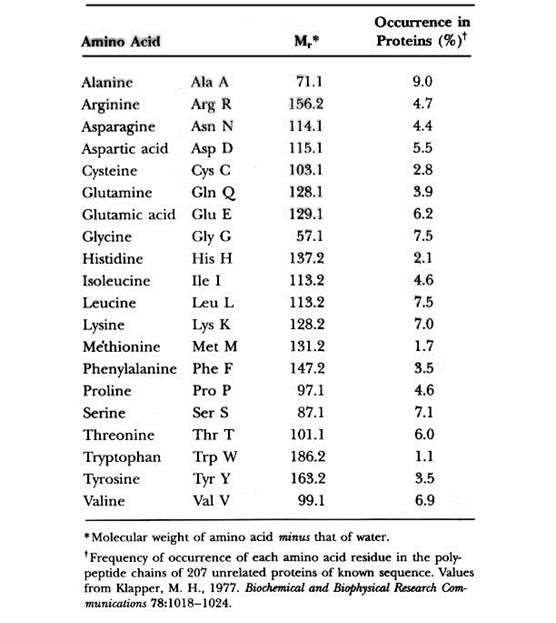 Occurrence in
Amino Acid M_r* Proteins (%)†
Alanine Ala A 71.1 9.0
Arginine Arg R 156.2 4.7
Asparagine Asn N 114.1 4.4
Aspartic acid Asp D 115.1 5.5
Cysteine Cys C 103.1 2.8
Glutamine Gln Q 128.1 3.9
Glutamic acid Glu E 129.1 6.2
Glycine Gly G 57.1 7.5
Histidine His H 137.2 2.1
Isoleucine Ile I 113.2 4.6
Leucine Leu L 113.2 7.5
Lysine Lys K 128.2 7.0
Methionine Met M 131.2 1.7
Phenylalanine Phe F 147.2 3.5
Proline Pro P 97.1 4.6
Serine Ser S 87.1 7.1
Threonine Thr T 101.1 6.0
Tryptophan Trp W 186.2 1.1
Tyrosine Tyr Y 163.2 3.5
Valine Val V 99.1 6.9
*Molecular weight of amino acid minus that of water.
†Frequency of occurrence of each amino acid residue in the poly-
peptide chains of 207 unrelated proteins of known sequence. Values
from Klapper, M. H., 1977. Biochemical and Biophysical Research Com-
munications 78:1018–1024.